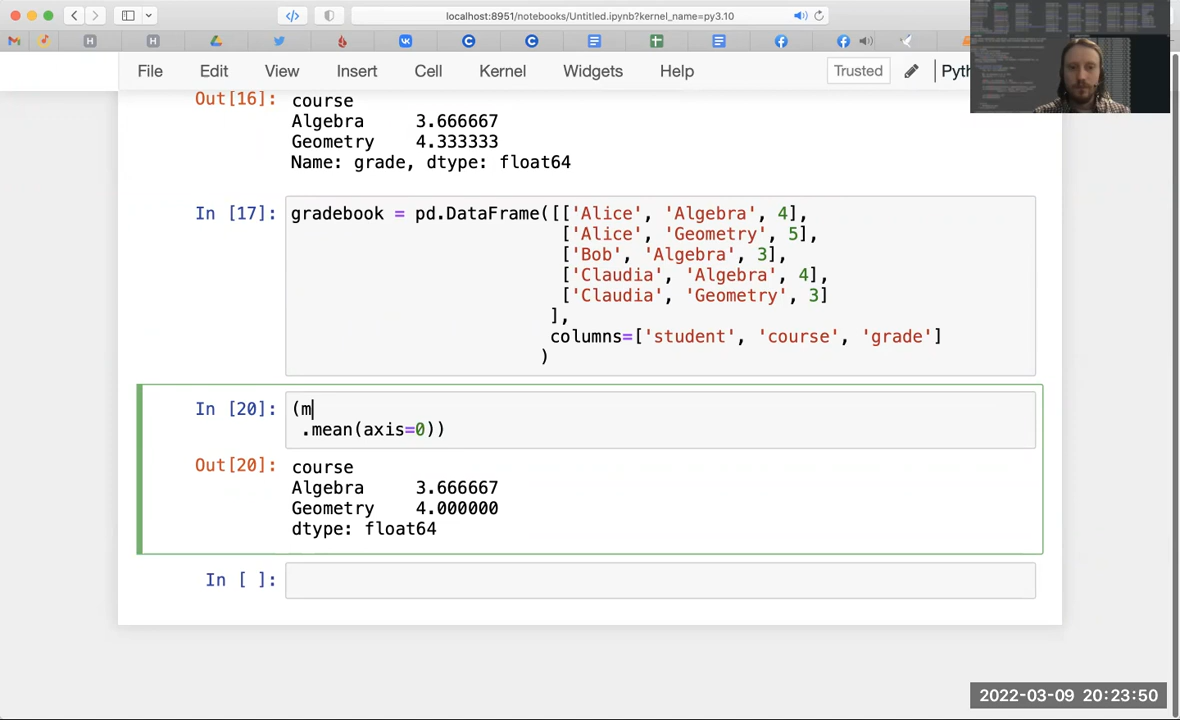 localhost:8951/notebooks/Untitled.ipynb?kernel_name=py3.10
File Edit View Insert Cell Kernel Widgets Help Trusted Pyth
Out[16]: course
Algebra 3.666667
Geometry 4.333333
Name: grade, dtype: float64
In [17]: gradebook = pd.DataFrame([['Alice', 'Algebra', 4],
['Alice', 'Geometry', 5],
['Bob', 'Algebra', 3],
['Claudia', 'Algebra', 4],
['Claudia', 'Geometry', 3]
],
columns=['student', 'course', 'grade']
)
In [20]: (m
.mean(axis=0))
Out[20]: course
Algebra 3.666667
Geometry 4.000000
dtype: float64
In [ ]:
2022-03-09 20:23:50